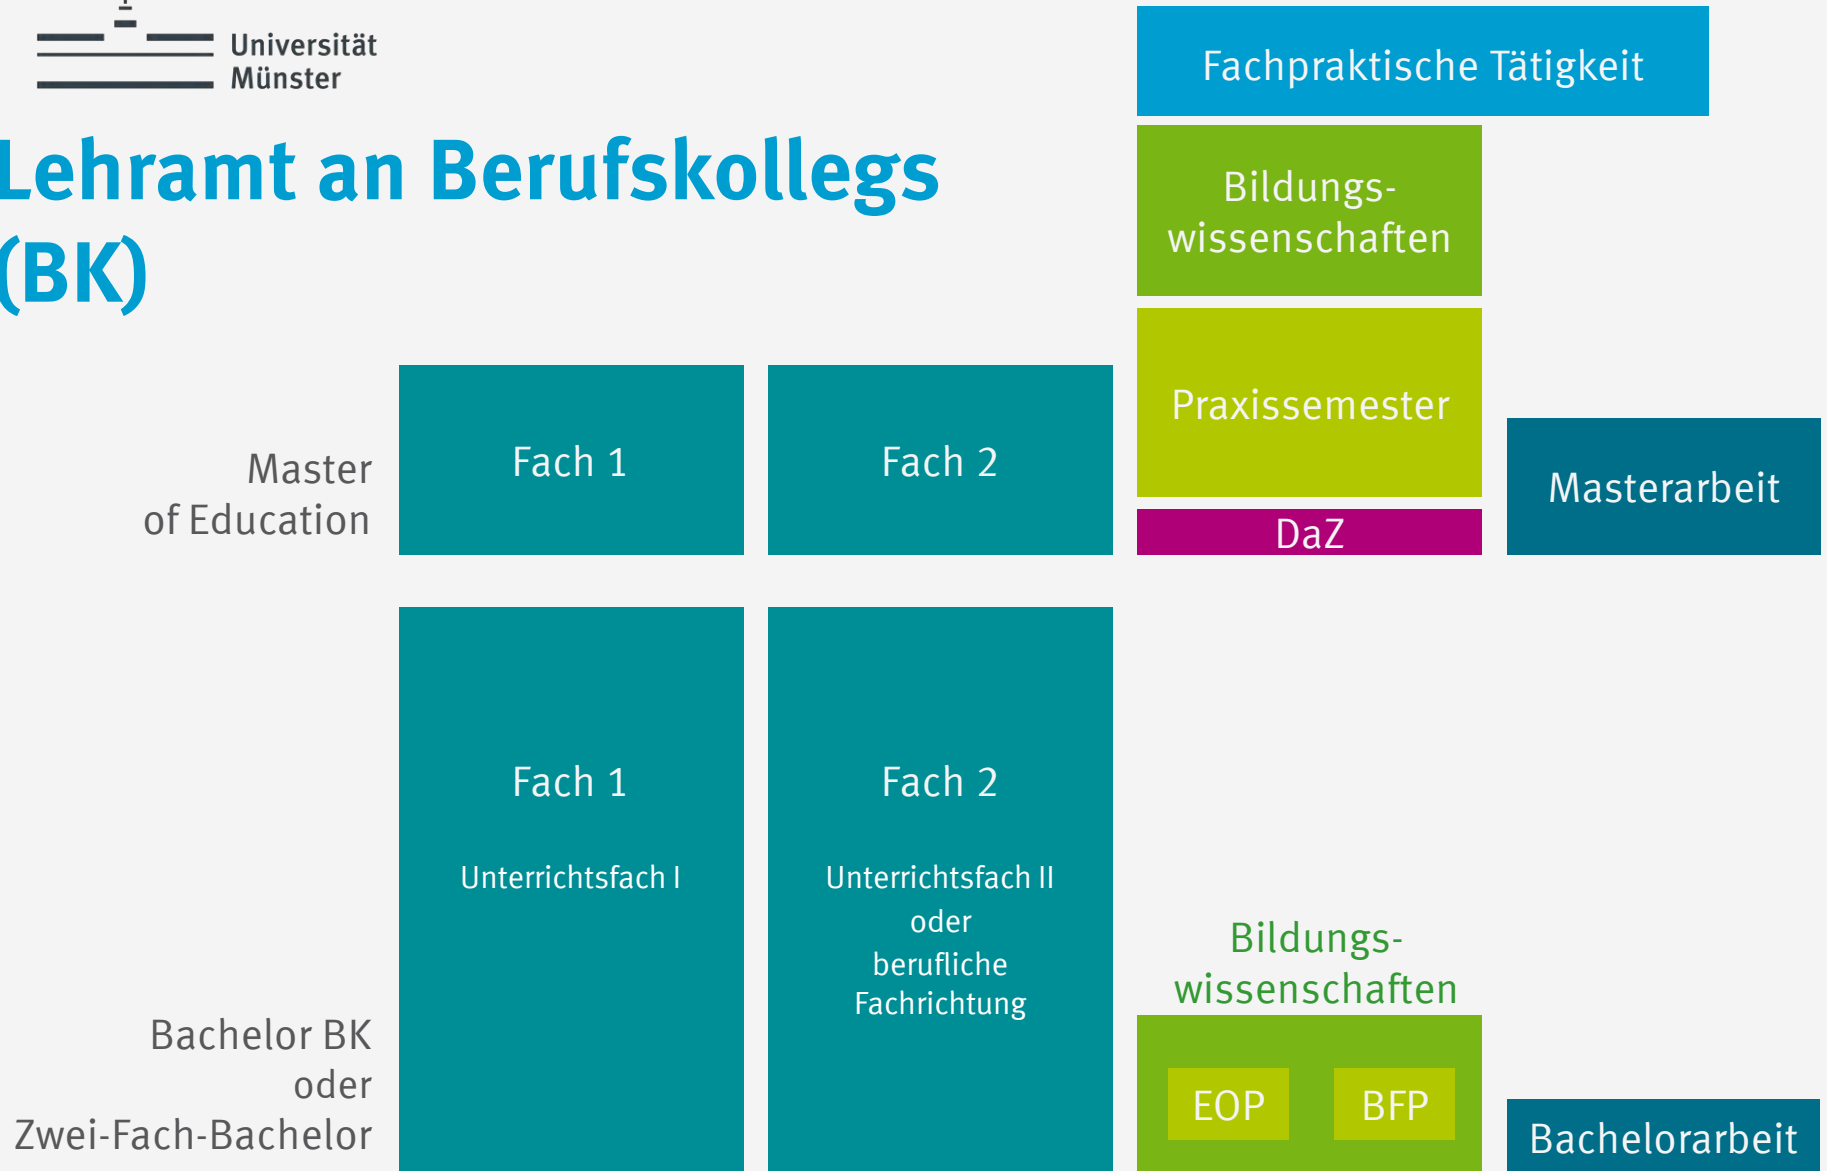 Universität
Münster
Lehramt an Berufskollegs
(BK)
Fachpraktische Tätigkeit
Bildungs-
wissenschaften
Praxissemester
DaZ
Master
of Education
Fach 1
Fach 2
Masterarbeit
Fach 1
Unterrichtsfach I
Fach 2
Unterrichtsfach II
oder
berufliche
Fachrichtung
Bildungs-
wissenschaften
EOP
BFP
Bachelor BK
oder
Zwei-Fach-Bachelor
Bachelorarbeit